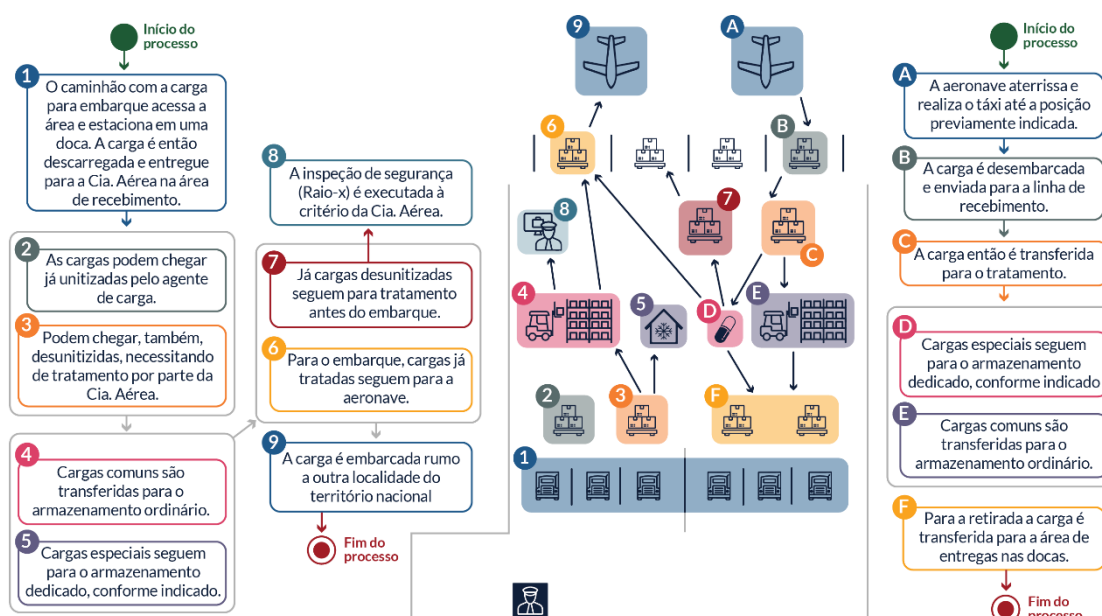 Início do
processo
1
O caminhão com a carga
para embarque acessa a
área e estaciona em uma
doca. A carga é então
descarregada e entregue
para a Cia. Aérea na área
de recebimento.
2
As cargas podem chegar
já unitizadas pelo agente
de carga.
3
Podem chegar, também,
desunitizidas, necessitando
de tratamento por parte da
Cia. Aérea.
4
Cargas comuns são
transferidas para o
armazenamento ordinário.
5
Cargas especiais seguem
para o armazenamento
dedicado, conforme indicado.
8
A inspeção de segurança
(Raio-x) é executada à
critério da Cia. Aérea.
7
Já cargas desunitizadas
seguem para tratamento
antes do embarque.
6
Para o embarque, cargas já
tratadas seguem para a
aeronave.
9
A carga é embarcada rumo
a outra localidade do
território nacional
Fim do
processo
9
A
6
B
8
7
C
4
5
D
E
2
3
F
1
Início do
processo
A
A aeronave aterrissa e
realiza o táxi até a posição
previamente indicada.
B
A carga é desembarcada
e enviada para a linha de
recebimento.
C
A carga então é transferida
para o tratamento.
D
Cargas especiais seguem
para o armazenamento
dedicado, conforme indicado
E
Cargas comuns são
transferidas para o
armazenamento ordinário.
F
Para a retirada a carga é
transferida para a área de
entregas nas docas.
Fim do
processo